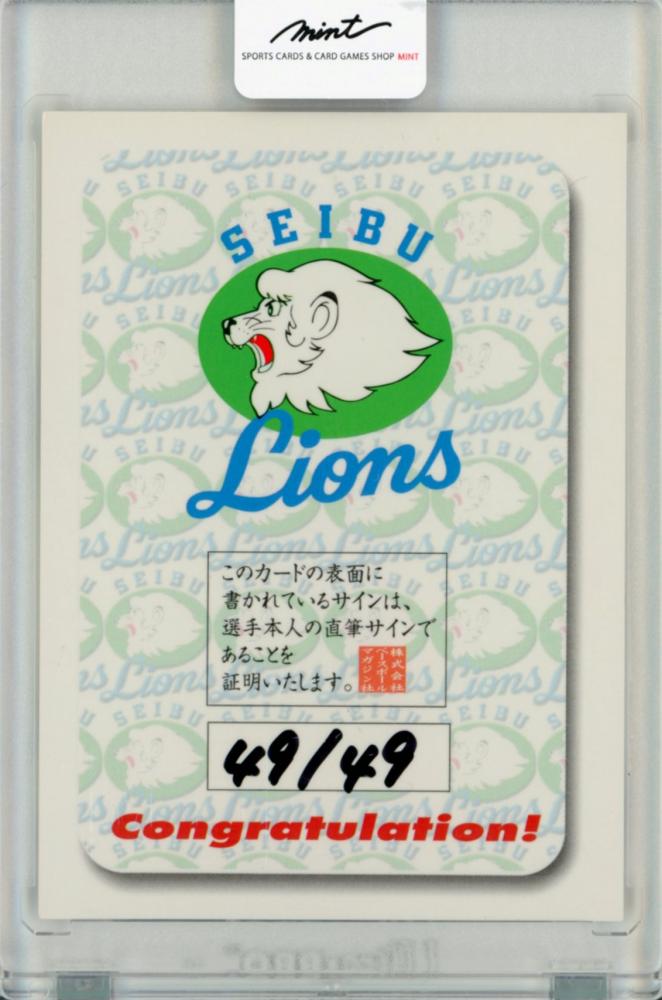 mint
SPORTS CARDS & CARD GAMES SHOP MINT
SEIBU
Lions
このカードの表面に
書かれているサインは、
選手本人の直筆サインで
あることを
証明いたします。
株式会社
ベースボール
マガジン社
49/49
Congratulation!